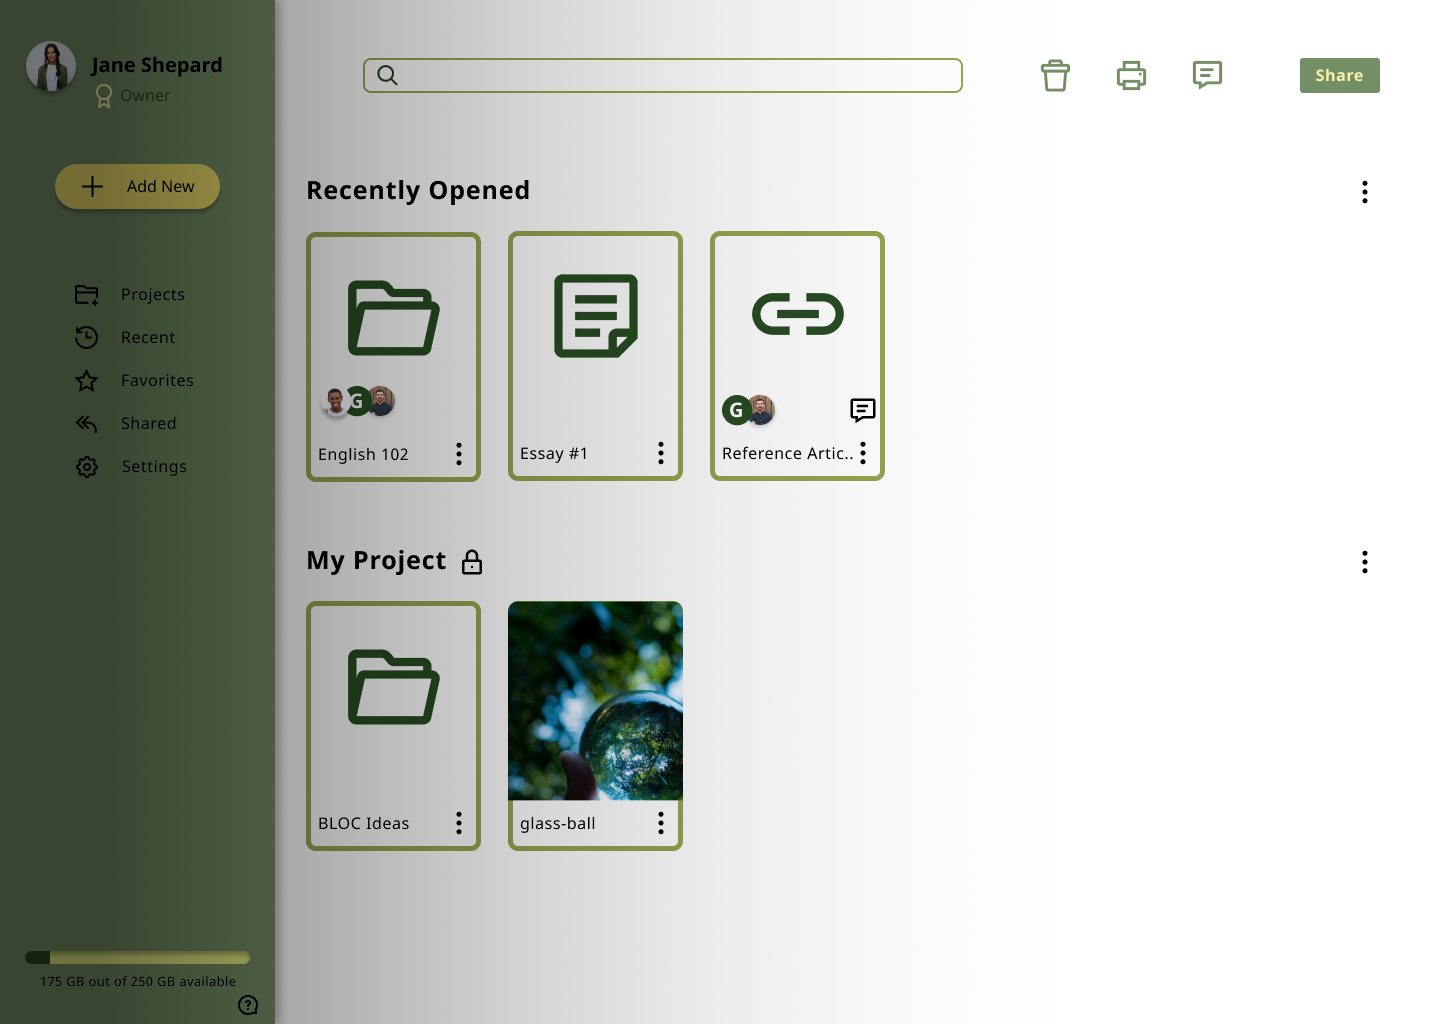 Jane Shepard
Owner
Share
Add New
Recently Opened
Projects
Recent
Favorites
Shared
Settings
G
G
English 102
Essay #1
Reference Artic..
My Project
BLOC Ideas
glass-ball
175 GB out of 250 GB available